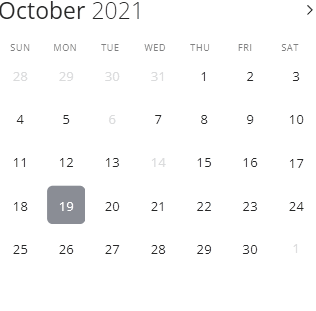 October 2021
SUN MON TUE WED THU FRI SAT
28 29 30 31 1 2 3
4 5 6 7 8 9 10
11 12 13 14 15 16 17
18 19 20 21 22 23 24
25 26 27 28 29 30 1